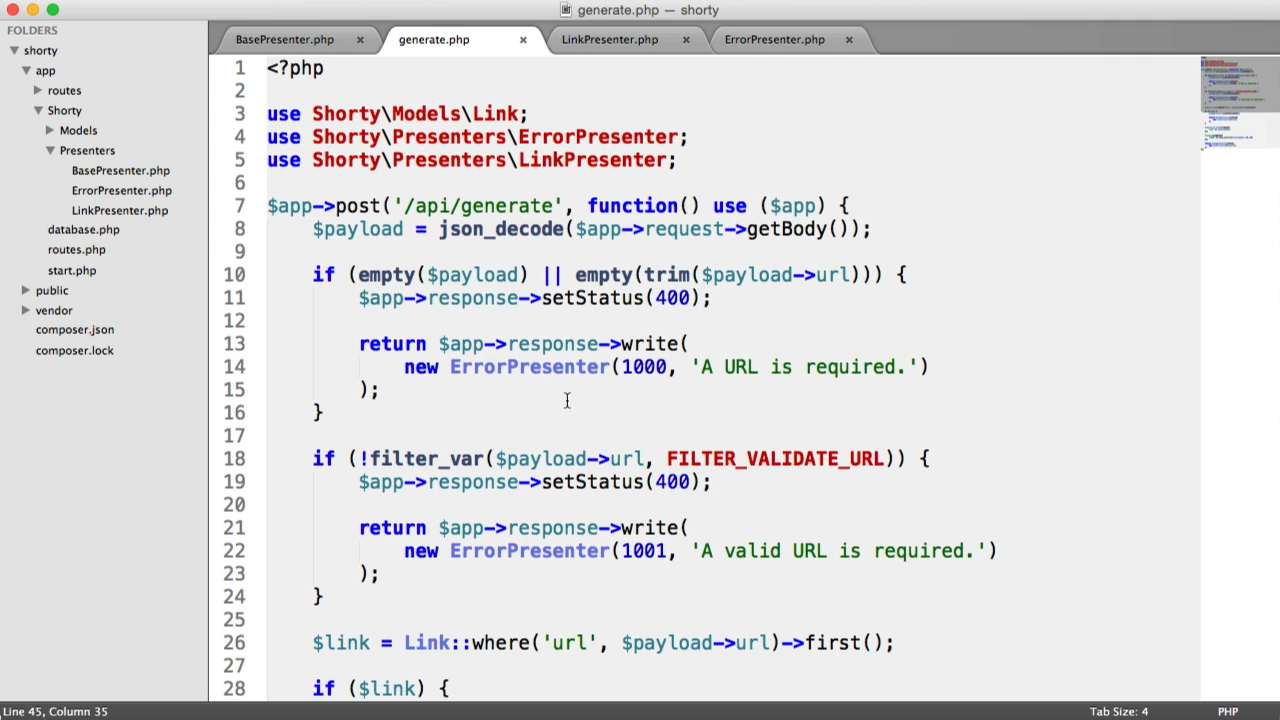 generate.php — shorty
FOLDERS
shorty
app
routes
Shorty
Models
Presenters
BasePresenter.php
ErrorPresenter.php
LinkPresenter.php
database.php
routes.php
start.php
public
vendor
composer.json
composer.lock
BasePresenter.php × generate.php × LinkPresenter.php × ErrorPresenter.php ×
1 <?php
2
3 use Shorty\Models\Link;
4 use Shorty\Presenters\ErrorPresenter;
5 use Shorty\Presenters\LinkPresenter;
6
7 $app->post('/api/generate', function() use ($app) {
8 $payload = json_decode($app->request->getBody());
9
10 if (empty($payload) || empty(trim($payload->url))) {
11 $app->response->setStatus(400);
12
13 return $app->response->write(
14 new ErrorPresenter(1000, 'A URL is required.')
15 );
16 }
17
18 if (!filter_var($payload->url, FILTER_VALIDATE_URL)) {
19 $app->response->setStatus(400);
20
21 return $app->response->write(
22 new ErrorPresenter(1001, 'A valid URL is required.')
23 );
24 }
25
26 $link = Link::where('url', $payload->url)->first();
27
28 if ($link) {
Line 45, Column 35
Tab Size: 4 PHP